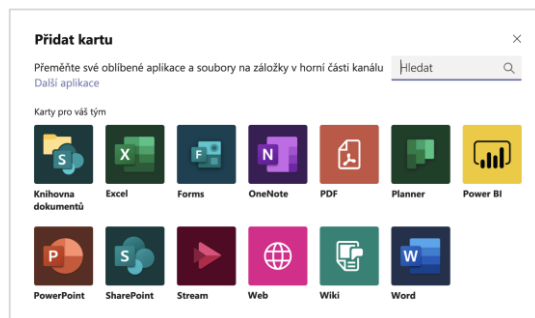 Přidat kartu
Přeměňte své oblíbené aplikace a soubory na záložky v horní části kanálu
Hledat
Další aplikace
Karty pro váš tým
Knihovna dokumentů
Excel
Forms
OneNote
PDF
Planner
Power BI
PowerPoint
SharePoint
Stream
Web
Wiki
Word